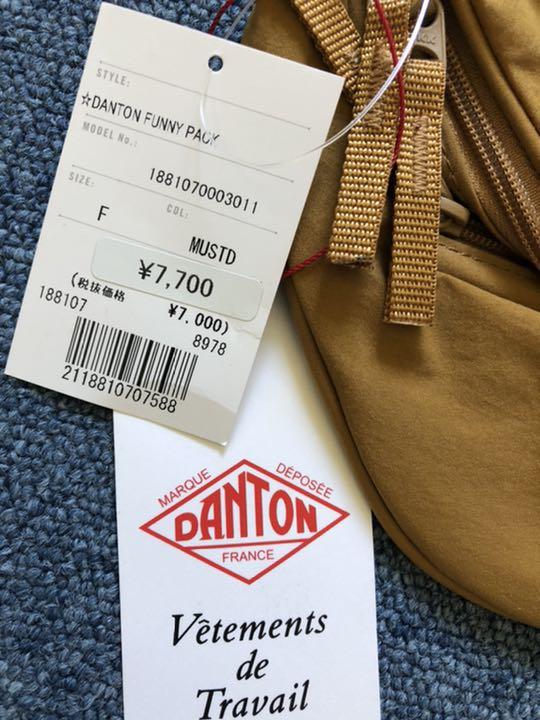 STYLE:
☆DANTON FUNNY PACK
MODEL No.:
1881070003011
SIZE:
COL:
F
MUSTD
¥7,700
(税抜価格 ¥7,000)
188107
8978
2118810707588
MARQUE DÉPOSÉE
DANTON
FRANCE
Vêtements
de
Travail